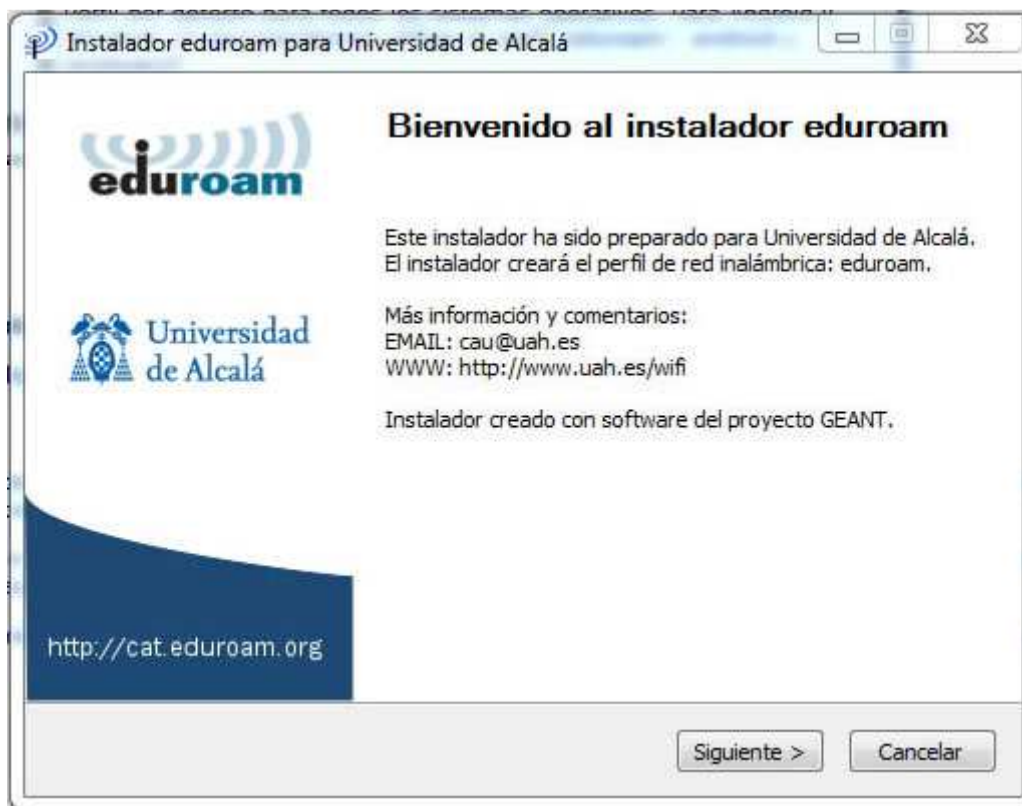 Instalador eduroam para Universidad de Alcalá
eduroam
Bienvenido al instalador eduroam
Este instalador ha sido preparado para Universidad de Alcalá.
El instalador creará el perfil de red inalámbrica: eduroam.
Más información y comentarios:
EMAIL: cau@uah.es
WWW: http://www.uah.es/wifi
Instalador creado con software del proyecto GEANT.
Universidad
de Alcalá
http://cat.eduroam.org
Siguiente >
Cancelar